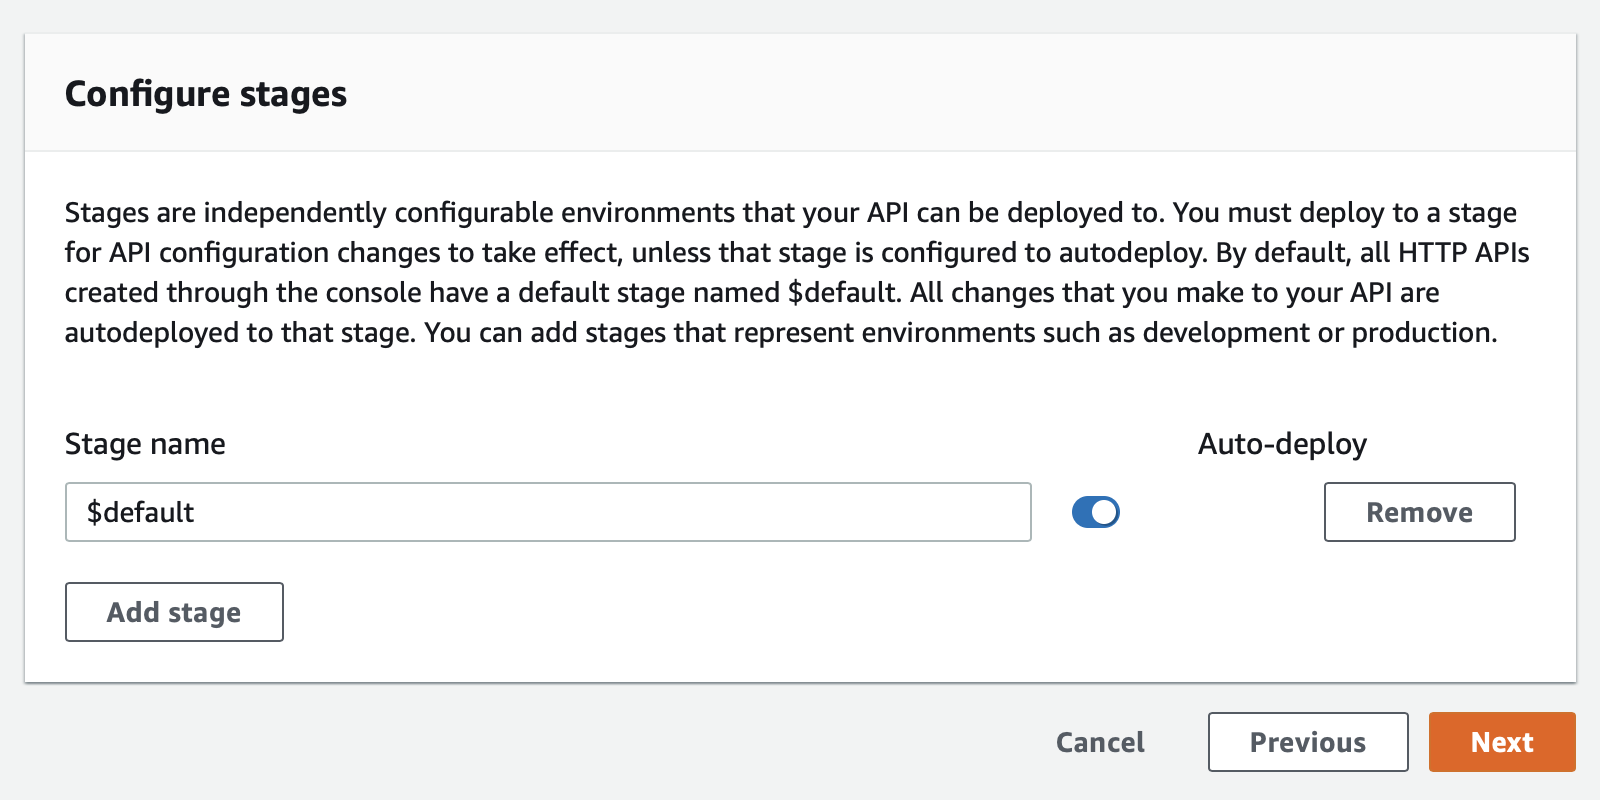 Configure stages
Stages are independently configurable environments that your API can be deployed to. You must deploy to a stage
for API configuration changes to take effect, unless that stage is configured to autodeploy. By default, all HTTP APIs
created through the console have a default stage named $default. All changes that you make to your API are
autodeployed to that stage. You can add stages that represent environments such as development or production.
Stage name
Auto-deploy
$default
Remove
Add stage
Cancel
Previous
Next